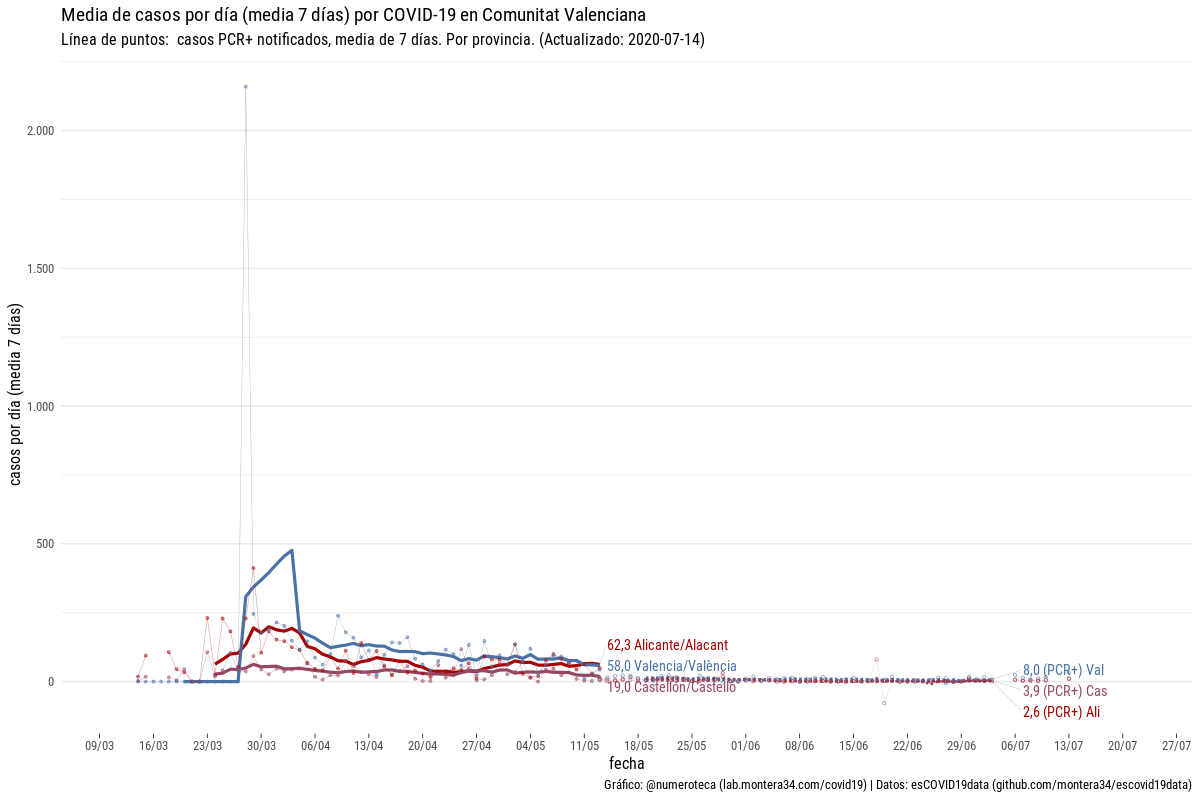 Media de casos por día (media 7 días) por COVID-19 en Comunitat Valenciana
Línea de puntos:  casos PCR+ notificados, media de 7 días. Por provincia. (Actualizado: 2020-07-14)
casos por día (media 7 días)
2.000
1.500
1.000
500
0
62,3 Alicante/Alacant
58,0 Valencia/València
19,0 Castellón/Castelló
8,0 (PCR+) Val
3,9 (PCR+) Cas
2,6 (PCR+) Ali
09/03 16/03 23/03 30/03 06/04 13/04 20/04 27/04 04/05 11/05 18/05 25/05 01/06 08/06 15/06 22/06 29/06 06/07 13/07 20/07 27/07
fecha
Gráfico: @numeroteca (lab.montera34.com/covid19) | Datos: esCOVID19data (github.com/montera34/escovid19data)